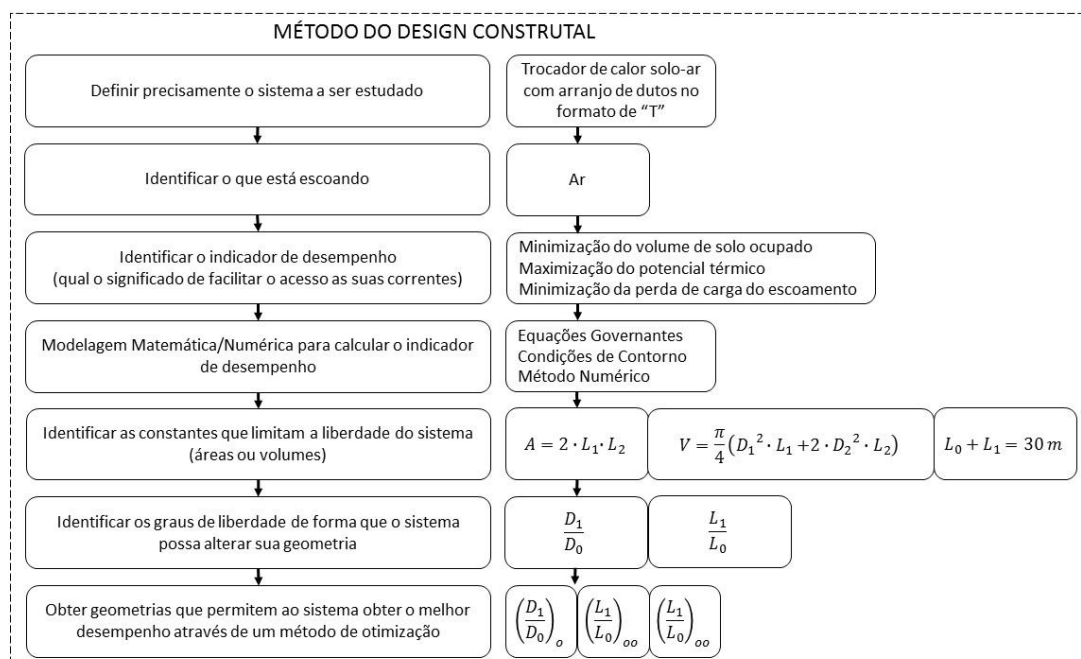 MÉTODO DO DESIGN CONSTRUTAL
Definir precisamente o sistema a ser estudado
Trocador de calor solo-ar
com arranjo de dutos no
formato de “T”
Identificar o que está escoando
Ar
Identificar o indicador de desempenho
(qual o significado de facilitar o acesso as suas correntes)
Minimização do volume de solo ocupado
Maximização do potencial térmico
Minimização da perda de carga do escoamento
Modelagem Matemática/Numérica para calcular o indicador
de desempenho
Equações Governantes
Condições de Contorno
Método Numérico
Identificar as constantes que limitam a liberdade do sistema
(áreas ou volumes)
A = 2 · L₁ · L₂
V = π/4 (D₁² · L₁ + 2 · D₂² · L₂)
L₀ + L₁ = 30 m
Identificar os graus de liberdade de forma que o sistema
possa alterar sua geometria
D₁/D₀
L₁/L₀
Obter geometrias que permitem ao sistema obter o melhor
desempenho através de um método de otimização
(D₁/D₀)ₒ
(L₁/L₀)ₒₒ
(L₁/L₀)ₒₒ